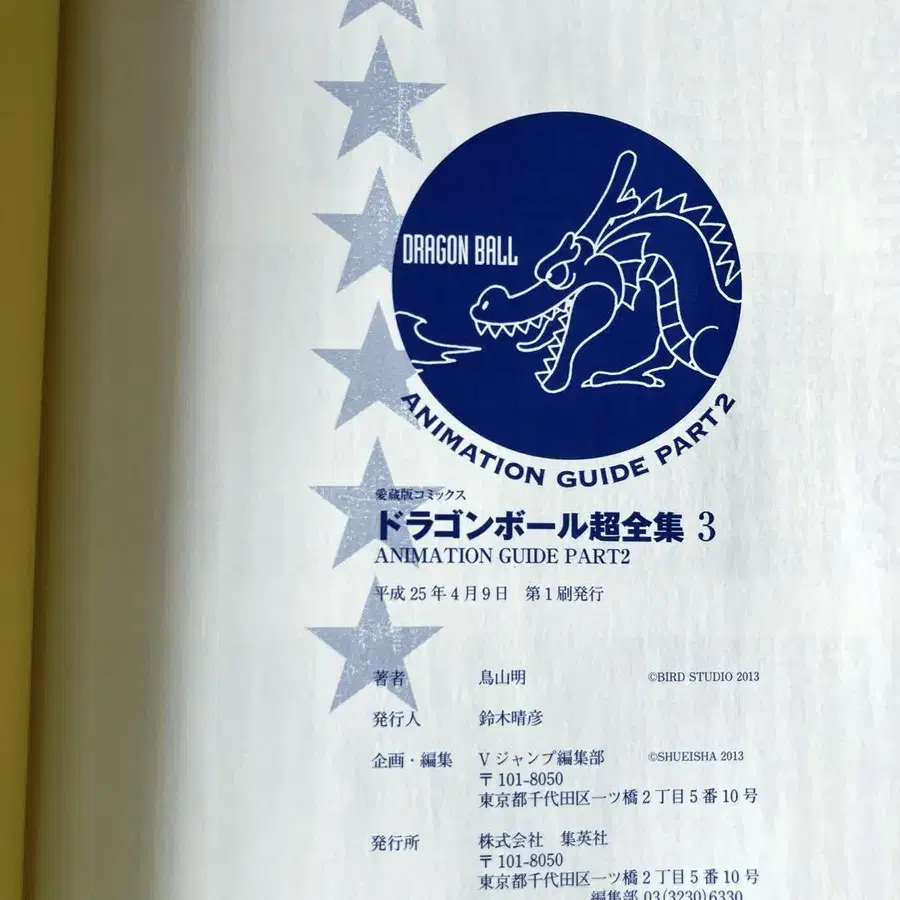 DRAGON BALL
ANIMATION GUIDE PART2
愛蔵版コミックス
ドラゴンボール超全集 3
ANIMATION GUIDE PART2
平成25年4月9日 第1刷発行
著者 鳥山明 ©BIRD STUDIO 2013
発行人 鈴木晴彦
企画・編集 Vジャンプ編集部 ©SHUEISHA 2013
〒101-8050
東京都千代田区一ツ橋2丁目5番10号
発行所 株式会社 集英社
〒101-8050
東京都千代田区一ツ橋2丁目5番10号
編集部 03(3230)6330